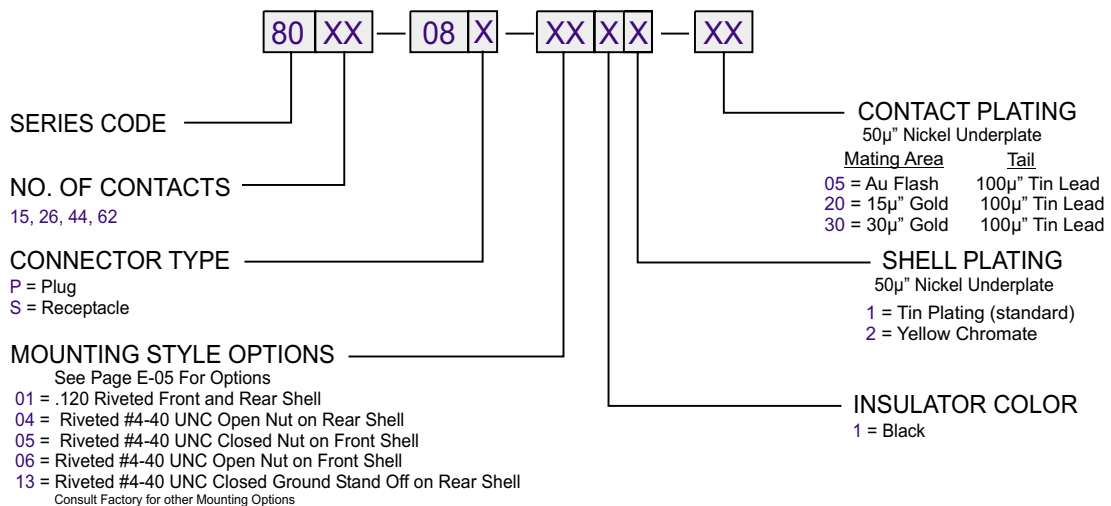 80 XX — 08 X — XX X X — XX
SERIES CODE
NO. OF CONTACTS
15, 26, 44, 62
CONNECTOR TYPE
P = Plug
S = Receptacle
MOUNTING STYLE OPTIONS
See Page E-05 For Options
01 = .120 Riveted Front and Rear Shell
04 = Riveted #4-40 UNC Open Nut on Rear Shell
05 = Riveted #4-40 UNC Closed Nut on Front Shell
06 = Riveted #4-40 UNC Open Nut on Front Shell
13 = Riveted #4-40 UNC Closed Ground Stand Off on Rear Shell
Consult Factory for other Mounting Options
CONTACT PLATING
50µ” Nickel Underplate
Mating Area Tail
05 = Au Flash 100µ” Tin Lead
20 = 15µ” Gold 100µ” Tin Lead
30 = 30µ” Gold 100µ” Tin Lead
SHELL PLATING
50µ” Nickel Underplate
1 = Tin Plating (standard)
2 = Yellow Chromate
INSULATOR COLOR
1 = Black